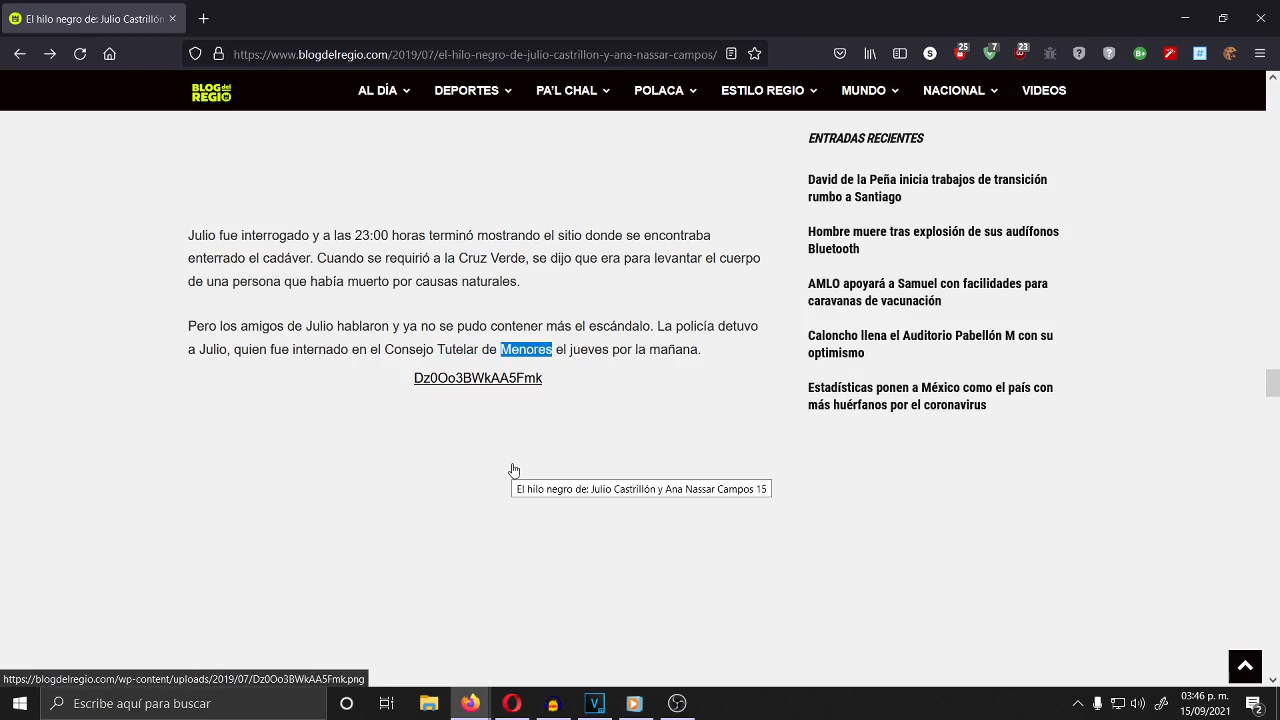 El hilo negro de: Julio Castrillón
https://www.blogdelregio.com/2019/07/el-hilo-negro-de-julio-castrillon-y-ana-nassar-campos/
25 7 23
BLOG del REGIO
AL DÍA DEPORTES PA'L CHAL POLACA ESTILO REGIO MUNDO NACIONAL VIDEOS
Julio fue interrogado y a las 23:00 horas terminó mostrando el sitio donde se encontraba
enterrado el cadáver. Cuando se requirió a la Cruz Verde, se dijo que era para levantar el cuerpo
de una persona que había muerto por causas naturales.
Pero los amigos de Julio hablaron y ya no se pudo contener más el escándalo. La policía detuvo
a Julio, quien fue internado en el Consejo Tutelar de Menores el jueves por la mañana.
Dz0Oo3BWkAA5Fmk
El hilo negro de: Julio Castrillón y Ana Nassar Campos 15
ENTRADAS RECIENTES
David de la Peña inicia trabajos de transición
rumbo a Santiago
Hombre muere tras explosión de sus audífonos
Bluetooth
AMLO apoyará a Samuel con facilidades para
caravanas de vacunación
Caloncho llena el Auditorio Pabellón M con su
optimismo
Estadísticas ponen a México como el país con
más huérfanos por el coronavirus
https://blogdelregio.com/wp-content/uploads/2019/07/Dz0Oo3BWkAA5Fmk.png
Escribe aquí para buscar
03:46 p. m.
15/09/2021
2